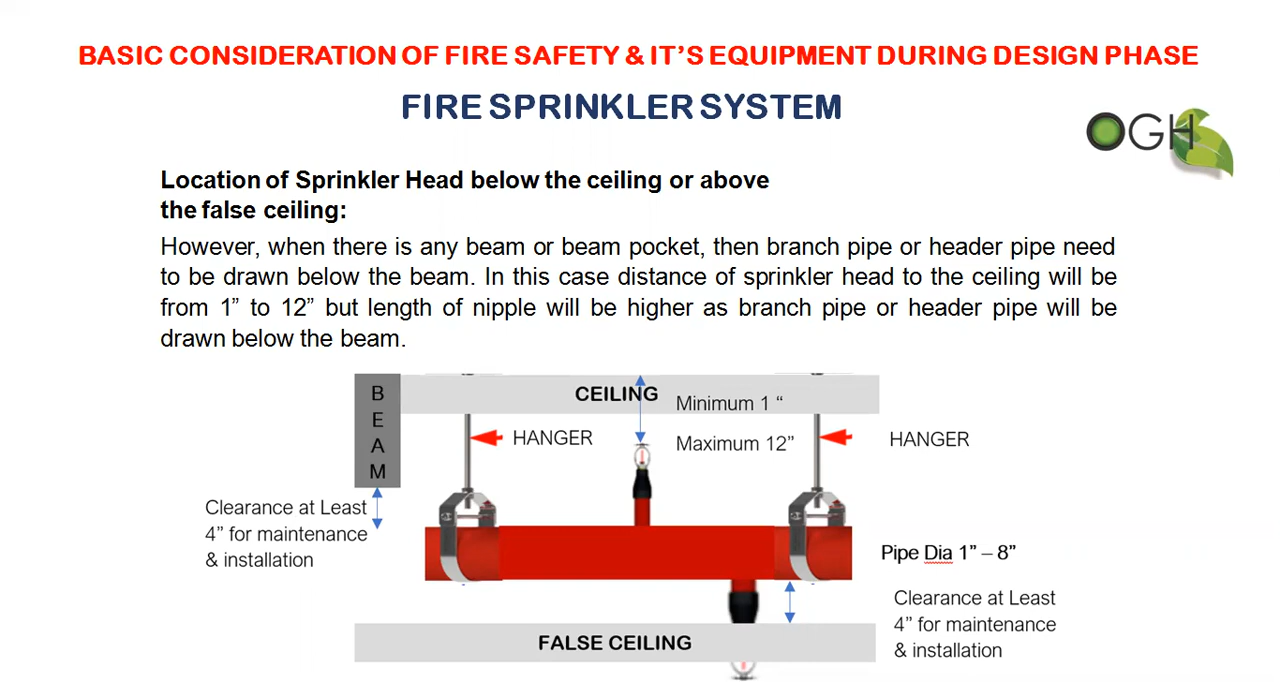 BASIC CONSIDERATION OF FIRE SAFETY & IT'S EQUIPMENT DURING DESIGN PHASE
FIRE SPRINKLER SYSTEM
OGH
Location of Sprinkler Head below the ceiling or above
the false ceiling:
However, when there is any beam or beam pocket, then branch pipe or header pipe need
to be drawn below the beam. In this case distance of sprinkler head to the ceiling will be
from 1” to 12” but length of nipple will be higher as branch pipe or header pipe will be
drawn below the beam.
BEAM
CEILING
Minimum 1 “
Maximum 12”
HANGER
HANGER
Clearance at Least
4” for maintenance
& installation
Pipe Dia 1” – 8”
Clearance at Least
4” for maintenance
& installation
FALSE CEILING